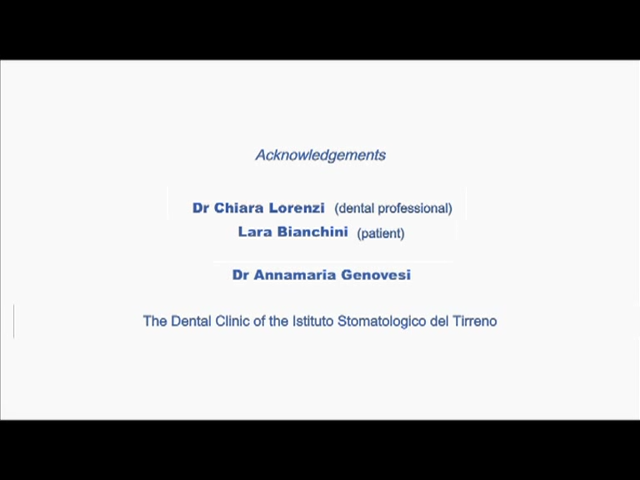 Acknowledgements
Dr Chiara Lorenzi (dental professional)
Lara Bianchini (patient)
Dr Annamaria Genovesi
The Dental Clinic of the Istituto Stomatologico del Tirreno